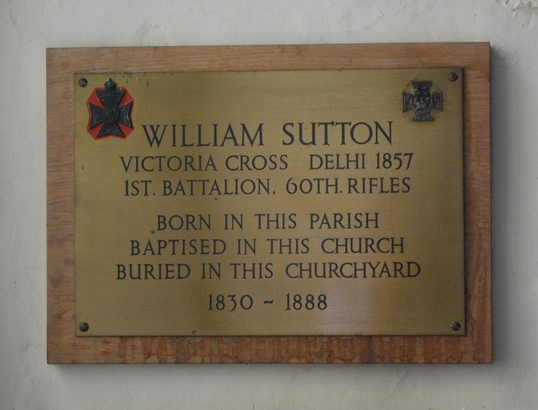 WILLIAM SUTTON
VICTORIA CROSS DELHI 1857
1ST. BATTALION, 60TH. RIFLES
BORN IN THIS PARISH
BAPTISED IN THIS CHURCH
BURIED IN THIS CHURCHYARD
1830 - 1888